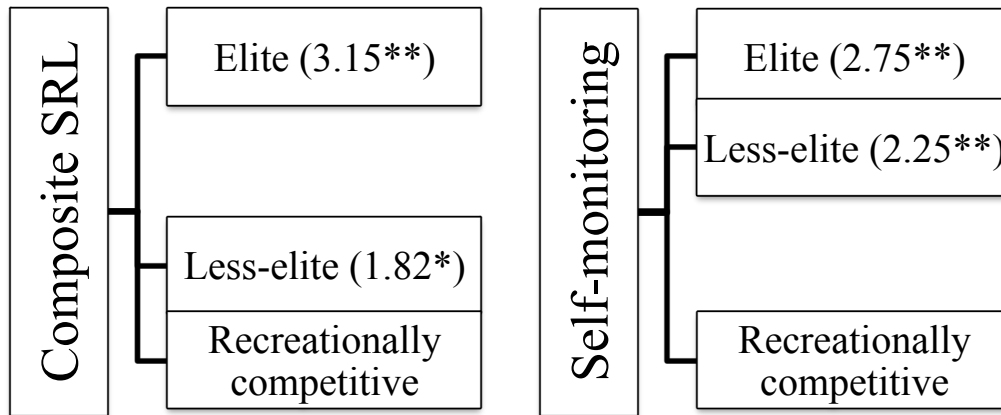 Composite SRL
Elite (3.15**)
Less-elite (1.82*)
Recreationally
competitive
Self-monitoring
Elite (2.75**)
Less-elite (2.25**)
Recreationally
competitive